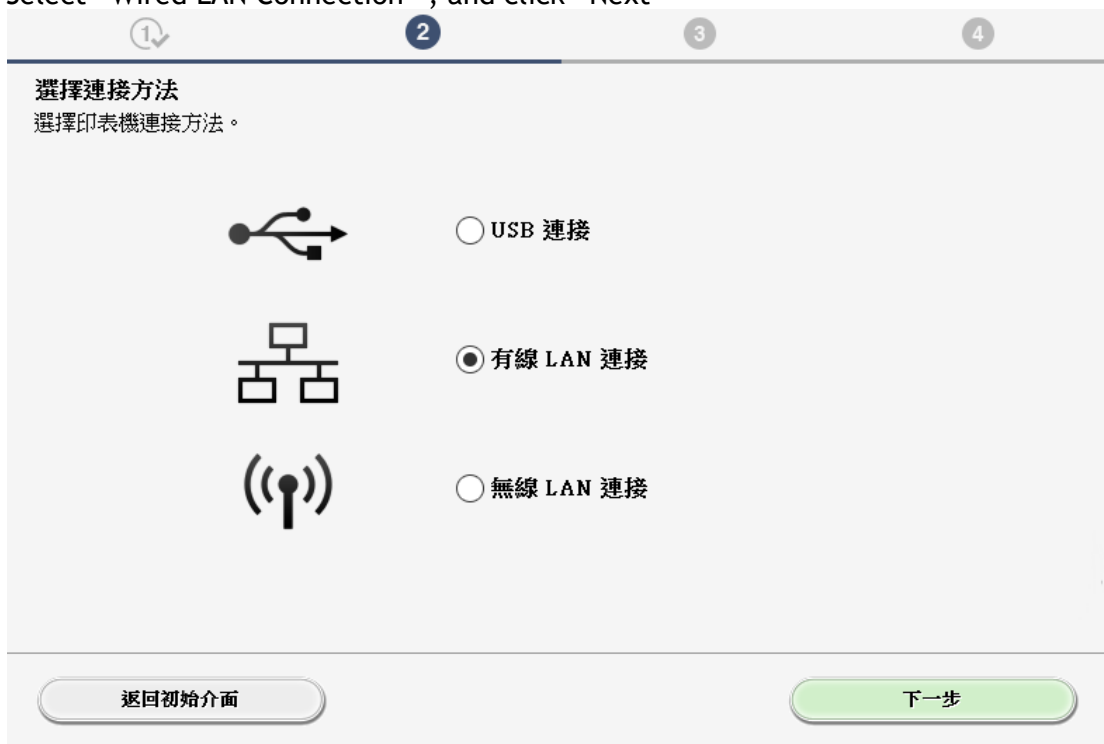 Select "Wired LAN Connection", and click "Next"
1 2 3 4
選擇連接方法
選擇印表機連接方法。
USB 連接
有線 LAN 連接
無線 LAN 連接
返回初始介面 下一步